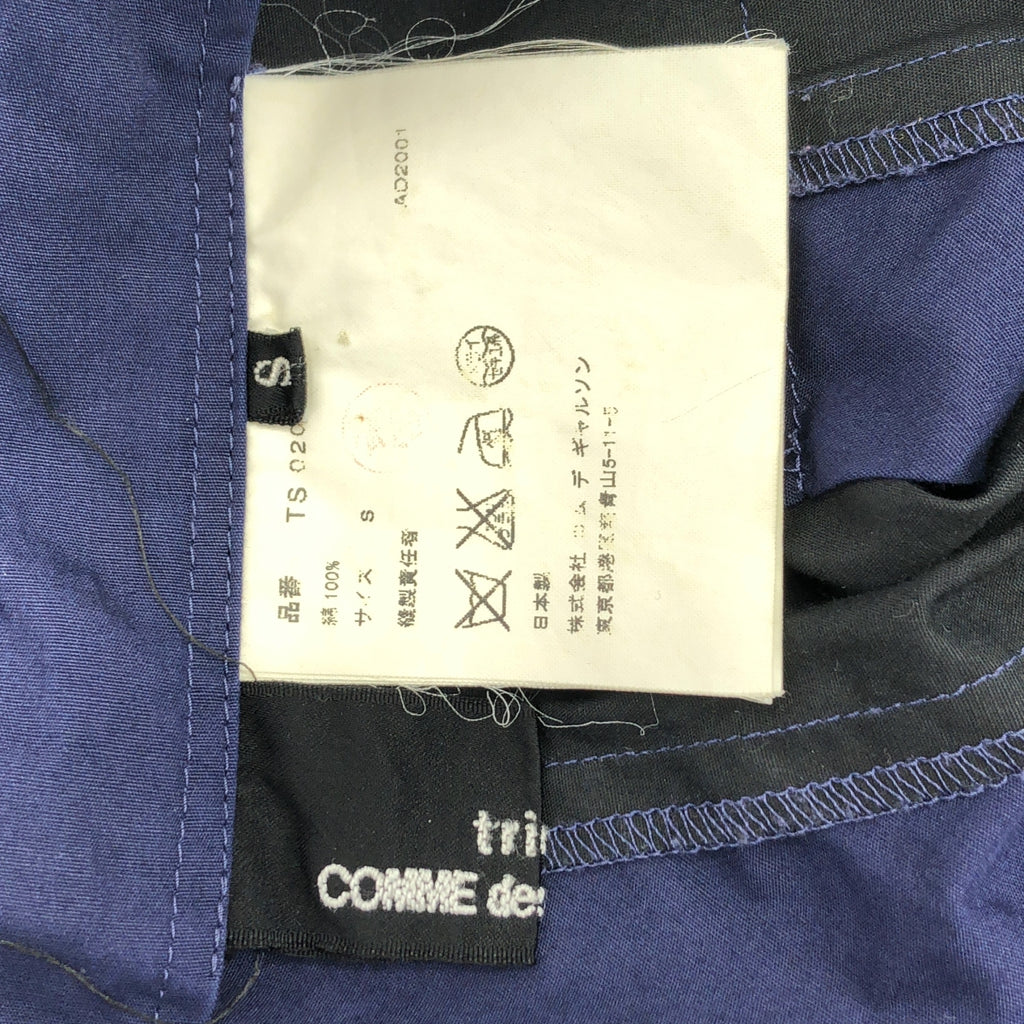 AD2001
S
品番 TS 020
綿 100%
サイズ S
縫製責任者
日本製
株式会社 コム デ ギャルソン
東京都港区南青山5-11-5
tri
COMME des